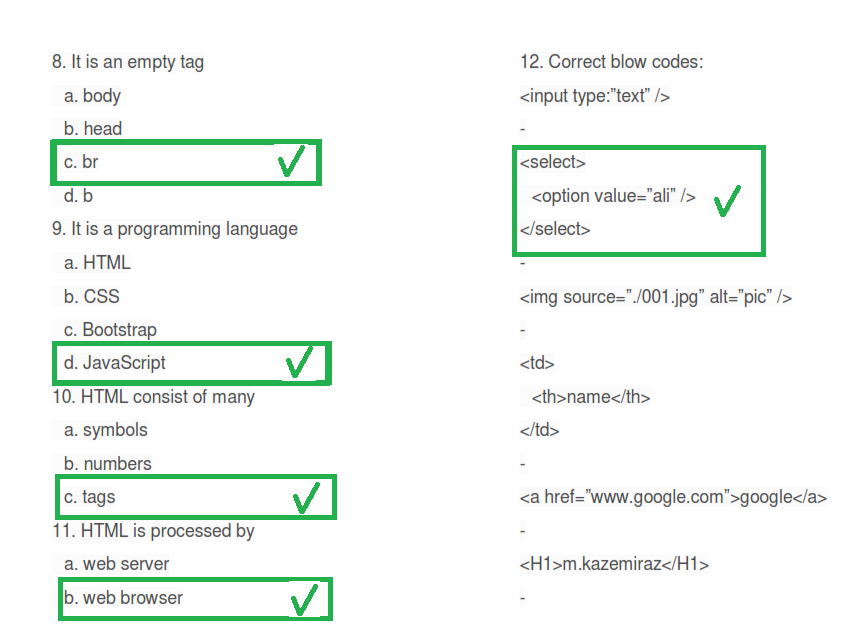 8. It is an empty tag
a. body
b. head
c. br
d. b
9. It is a programming language
a. HTML
b. CSS
c. Bootstrap
d. JavaScript
10. HTML consist of many
a. symbols
b. numbers
c. tags
11. HTML is processed by
a. web server
b. web browser
12. Correct blow codes:
<input type:”text” />
-
<select>
<option value=”ali” />
</select>
-
<img source=”./001.jpg” alt=”pic” />
-
<td>
<th>name</th>
</td>
-
<a href=”www.google.com”>google</a>
-
<H1>m.kazemiraz</H1>
-